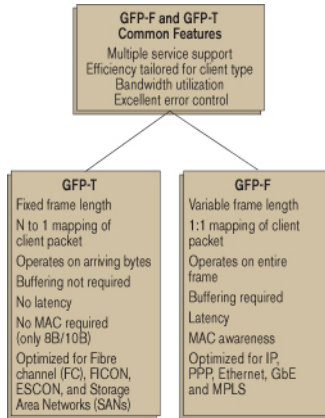 GFP-F and GFP-T
Common Features
Multiple service support
Efficiency tailored for client type
Bandwidth utilization
Excellent error control
GFP-T
Fixed frame length
N to 1 mapping of
client packet
Operates on arriving bytes
Buffering not required
No latency
No MAC required
(only 8B/10B)
Optimized for Fibre
channel (FC), FICON,
ESCON, and Storage
Area Networks (SANs)
GFP-F
Variable frame length
1:1 mapping of client
packet
Operates on entire
frame
Buffering required
Latency
MAC awareness
Optimized for IP,
PPP, Ethernet, GbE
and MPLS